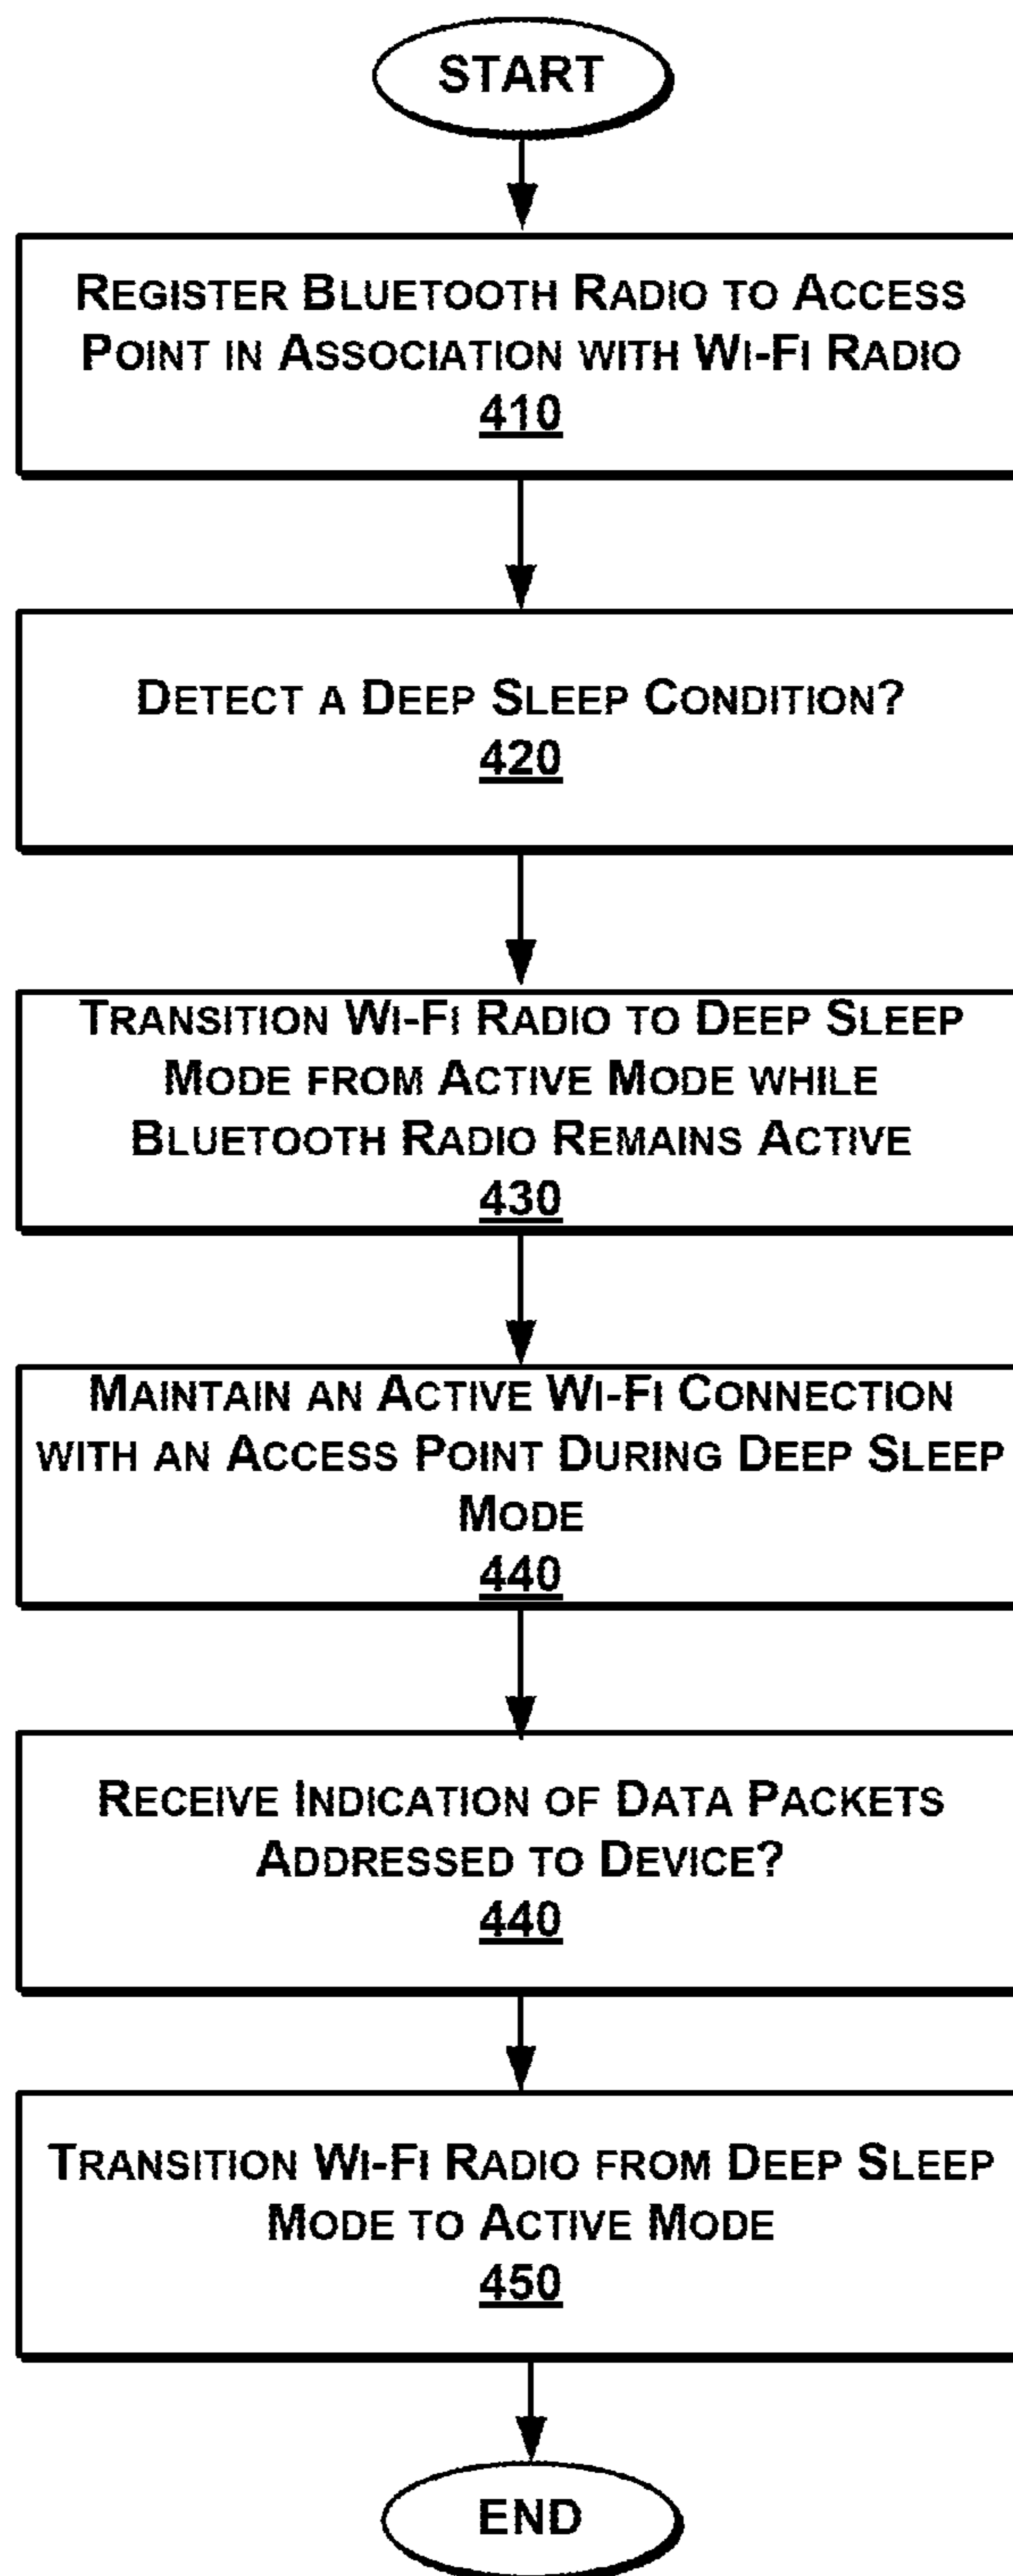 START
REGISTER BLUETOOTH RADIO TO ACCESS
POINT IN ASSOCIATION WITH WI-FI RADIO
410
DETECT A DEEP SLEEP CONDITION?
420
TRANSITION WI-FI RADIO TO DEEP SLEEP
MODE FROM ACTIVE MODE WHILE
BLUETOOTH RADIO REMAINS ACTIVE
430
MAINTAIN AN ACTIVE WI-FI CONNECTION
WITH AN ACCESS POINT DURING DEEP SLEEP
MODE
440
RECEIVE INDICATION OF DATA PACKETS
ADDRESSED TO DEVICE?
440
TRANSITION WI-FI RADIO FROM DEEP SLEEP
MODE TO ACTIVE MODE
450
END